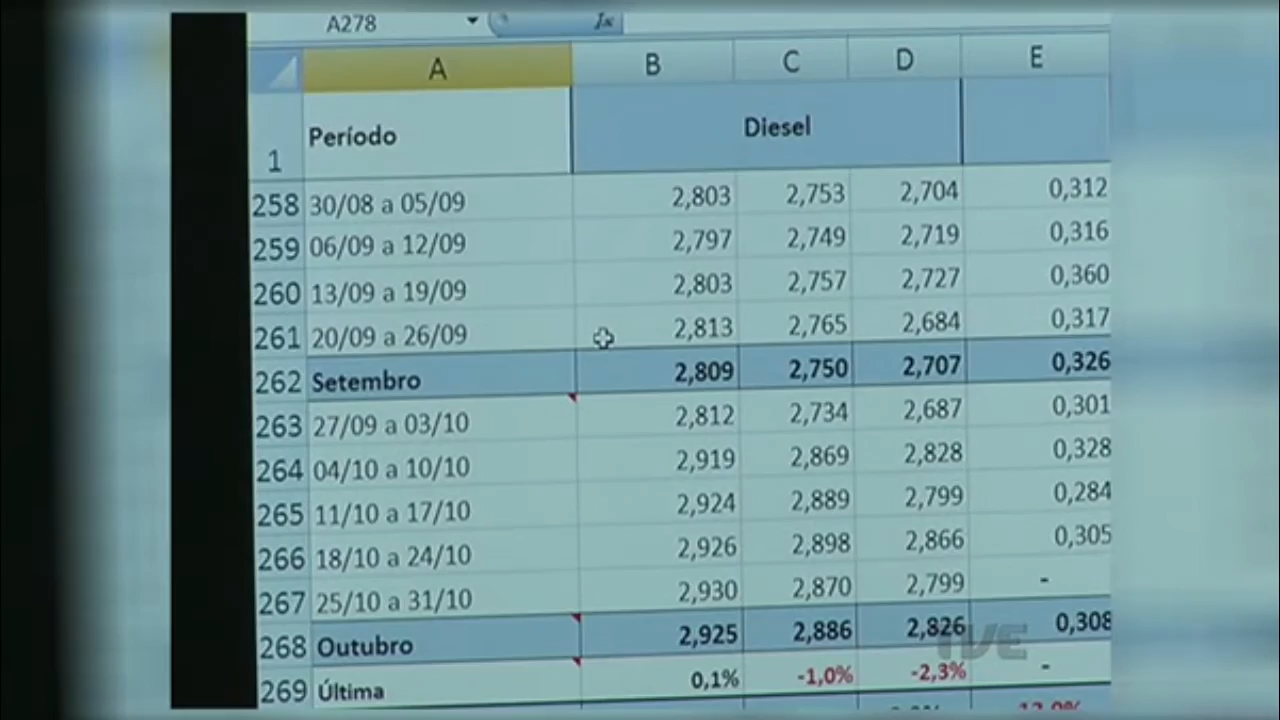 A278 fx
A B C D E
1 Período Diesel
258 30/08 a 05/09 2,803 2,753 2,704 0,312
259 06/09 a 12/09 2,797 2,749 2,719 0,316
260 13/09 a 19/09 2,803 2,757 2,727 0,360
261 20/09 a 26/09 2,813 2,765 2,684 0,317
262 Setembro 2,809 2,750 2,707 0,326
263 27/09 a 03/10 2,812 2,734 2,687 0,301
264 04/10 a 10/10 2,919 2,869 2,828 0,328
265 11/10 a 17/10 2,924 2,889 2,799 0,284
266 18/10 a 24/10 2,926 2,898 2,866 0,305
267 25/10 a 31/10 2,930 2,870 2,799 -
268 Outubro 2,925 2,886 2,826 0,308
TVE
269 Última 0,1% -1,0% -2,3% -